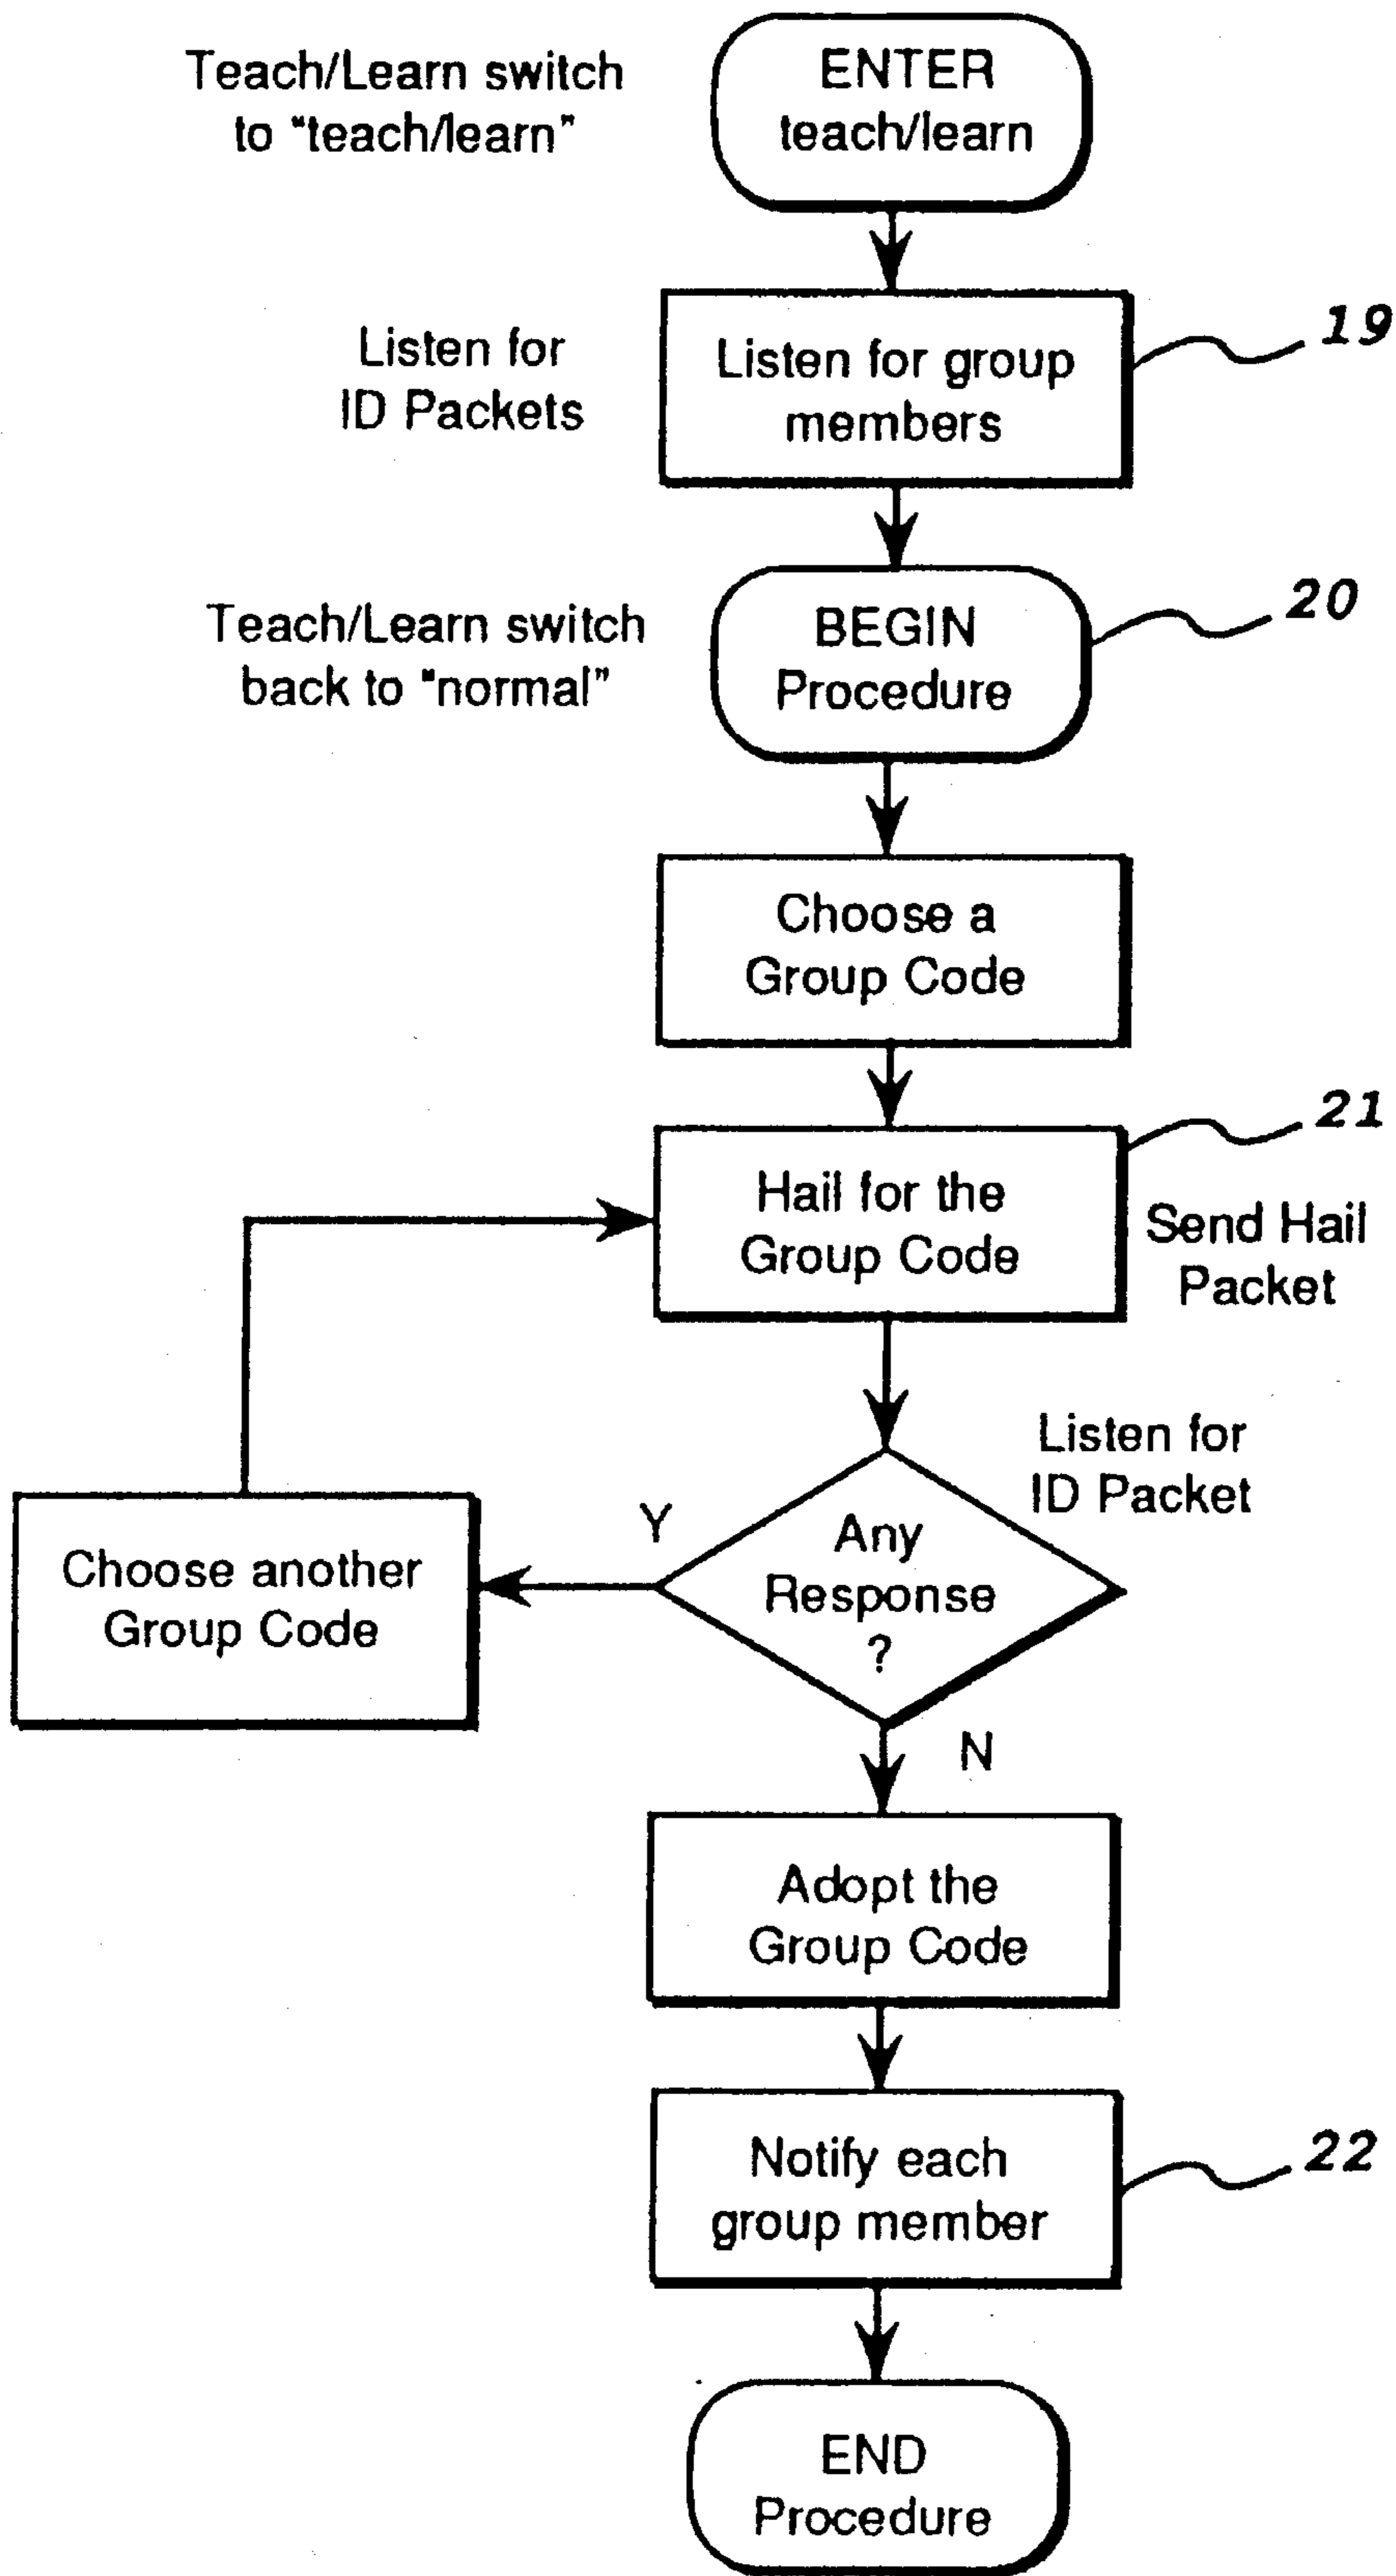 Teach/Learn switch
to "teach/learn"
ENTER
teach/learn
Listen for
ID Packets
Listen for group
members
19
Teach/Learn switch
back to "normal"
BEGIN
Procedure
20
Choose a
Group Code
21
Hail for the
Group Code
Send Hail
Packet
Listen for
ID Packet
Y
Any
Response
?
Choose another
Group Code
N
Adopt the
Group Code
Notify each
group member
22
END
Procedure